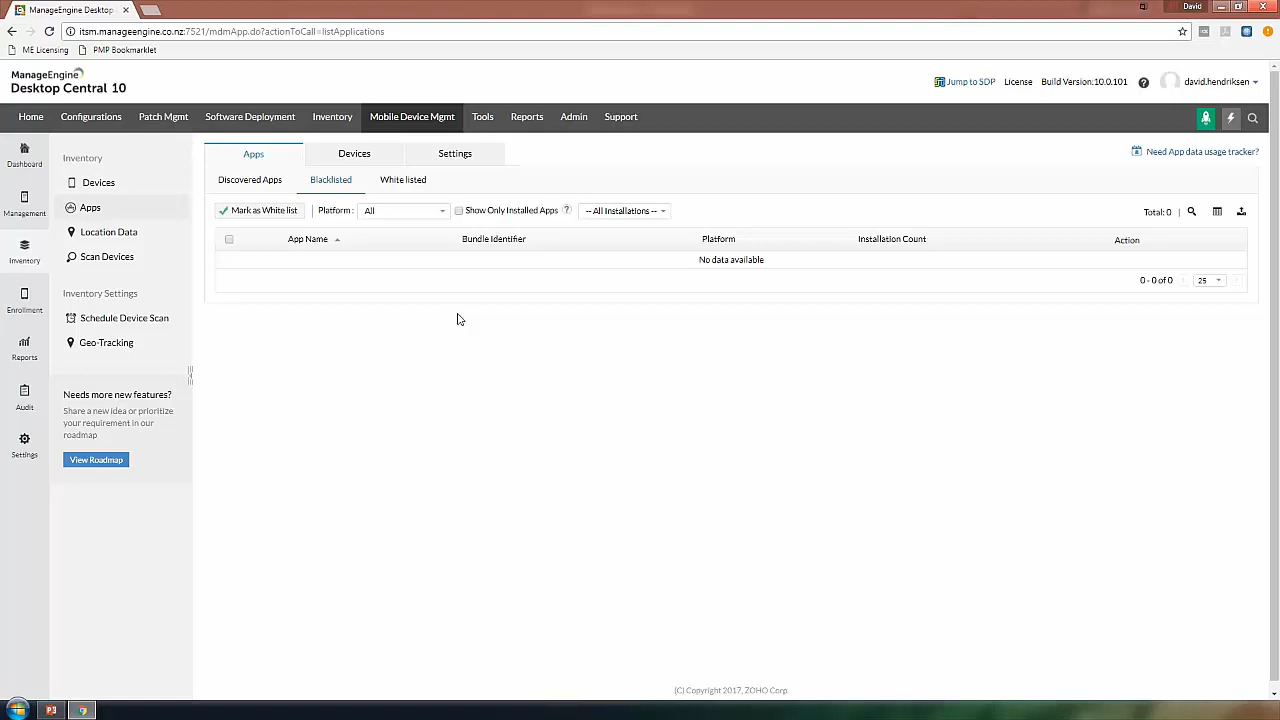 ManageEngine Desktop
David
itsm.manageengine.co.nz:7521/mdmApp.do?actionToCall=listApplications
ME Licensing
PMP Bookmarklet
ManageEngine
Desktop Central 10
Jump to SDP
License
Build Version:10.0.101
david.hendriksen
Home
Configurations
Patch Mgmt
Software Deployment
Inventory
Mobile Device Mgmt
Tools
Reports
Admin
Support
Dashboard
Management
Inventory
Enrollment
Reports
Audit
Settings
Inventory
Devices
Apps
Location Data
Scan Devices
Inventory Settings
Schedule Device Scan
Geo-Tracking
Needs more new features?
Share a new idea or prioritize
your requirement in our
roadmap
View Roadmap
Apps
Devices
Settings
Need App data usage tracker?
Discovered Apps
Blacklisted
White listed
Mark as White list
Platform :
All
Show Only Installed Apps
?
-- All Installations --
Total: 0
App Name
Bundle Identifier
Platform
Installation Count
Action
No data available
0 - 0 of 0
25
(C) Copyright 2017, ZOHO Corp.